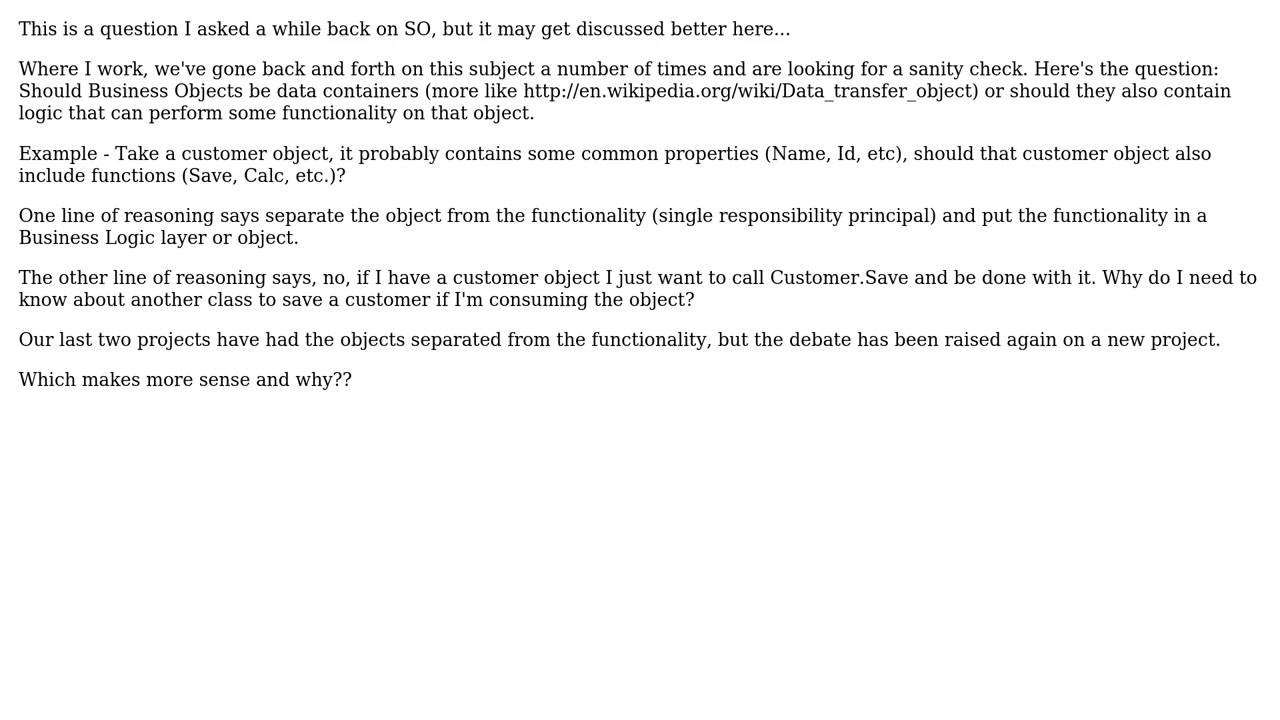 This is a question I asked a while back on SO, but it may get discussed better here...
Where I work, we've gone back and forth on this subject a number of times and are looking for a sanity check. Here's the question:
Should Business Objects be data containers (more like http://en.wikipedia.org/wiki/Data_transfer_object) or should they also contain
logic that can perform some functionality on that object.
Example - Take a customer object, it probably contains some common properties (Name, Id, etc), should that customer object also
include functions (Save, Calc, etc.)?
One line of reasoning says separate the object from the functionality (single responsibility principal) and put the functionality in a
Business Logic layer or object.
The other line of reasoning says, no, if I have a customer object I just want to call Customer.Save and be done with it. Why do I need to
know about another class to save a customer if I'm consuming the object?
Our last two projects have had the objects separated from the functionality, but the debate has been raised again on a new project.
Which makes more sense and why??